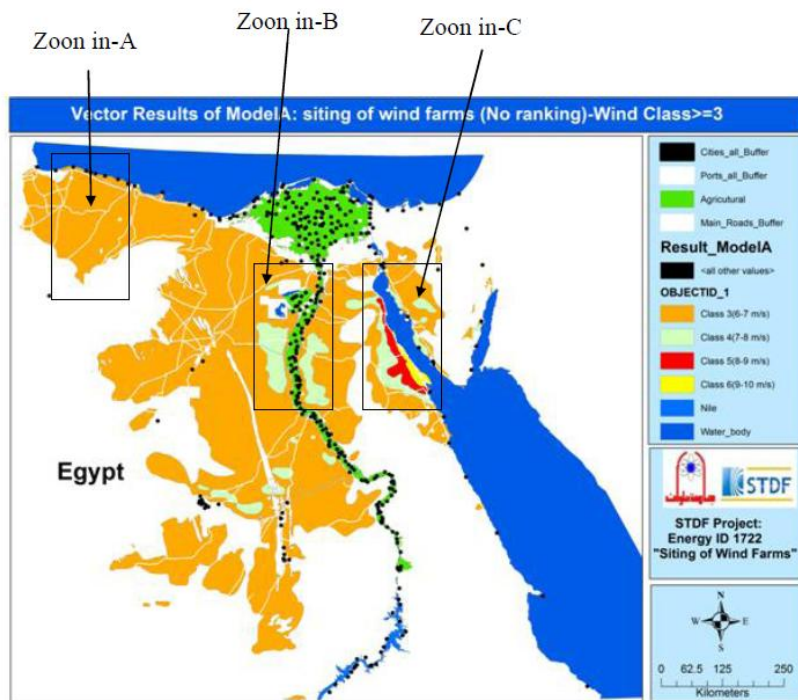 Zoon in-A
Zoon in-B
Zoon in-C
Vector Results of ModelA: siting of wind farms (No ranking)-Wind Class>=3
Cities_all_Buffer
Ports_all_Buffer
Agricutural
Main_Roads_Buffer
Result_ModelA
<all other values>
OBJECTID_1
Class 3(6-7 m/s)
Class 4(7-8 m/s)
Class 5(8-9 m/s)
Class 6(9-10 m/s)
Nile
Water_body
Egypt
STDF
STDF Project:
Energy ID 1722
"Siting of Wind Farms"
N
W E
S
0 62.5 125 250
Kilometers